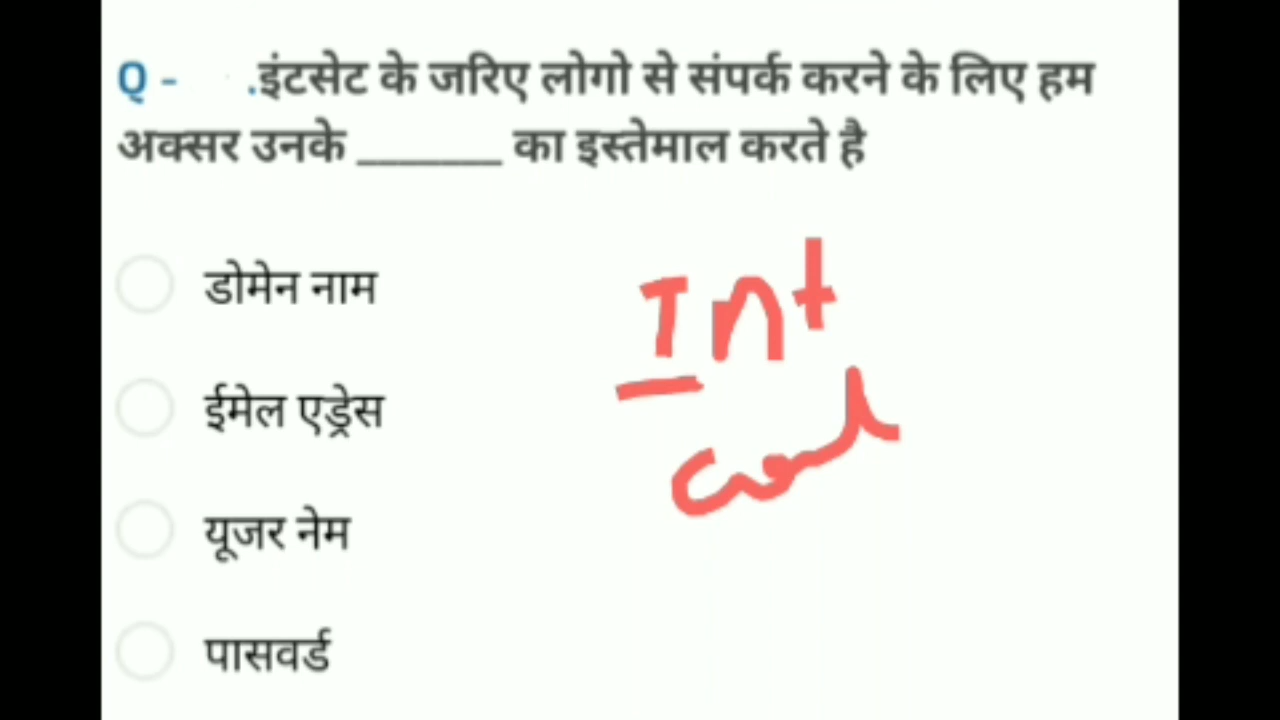 Q - .इंटसेट के जरिए लोगो से संपर्क करने के लिए हम
अक्सर उनके _______ का इस्तेमाल करते है
डोमेन नाम
ईमेल एड्रेस
यूजर नेम
पासवर्ड
Int